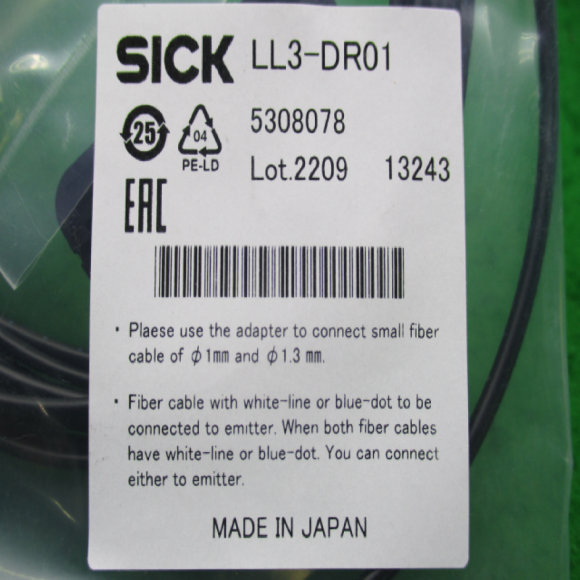 SICK LL3-DR01
25 04 5308078
PE-LD
Lot.2209 13243
EAC
・Plaese use the adapter to connect small fiber
cable of φ1mm and φ1.3 mm.
・Fiber cable with white-line or blue-dot to be
connected to emitter. When both fiber cables
have white-line or blue-dot. You can connect
either to emitter.
MADE IN JAPAN